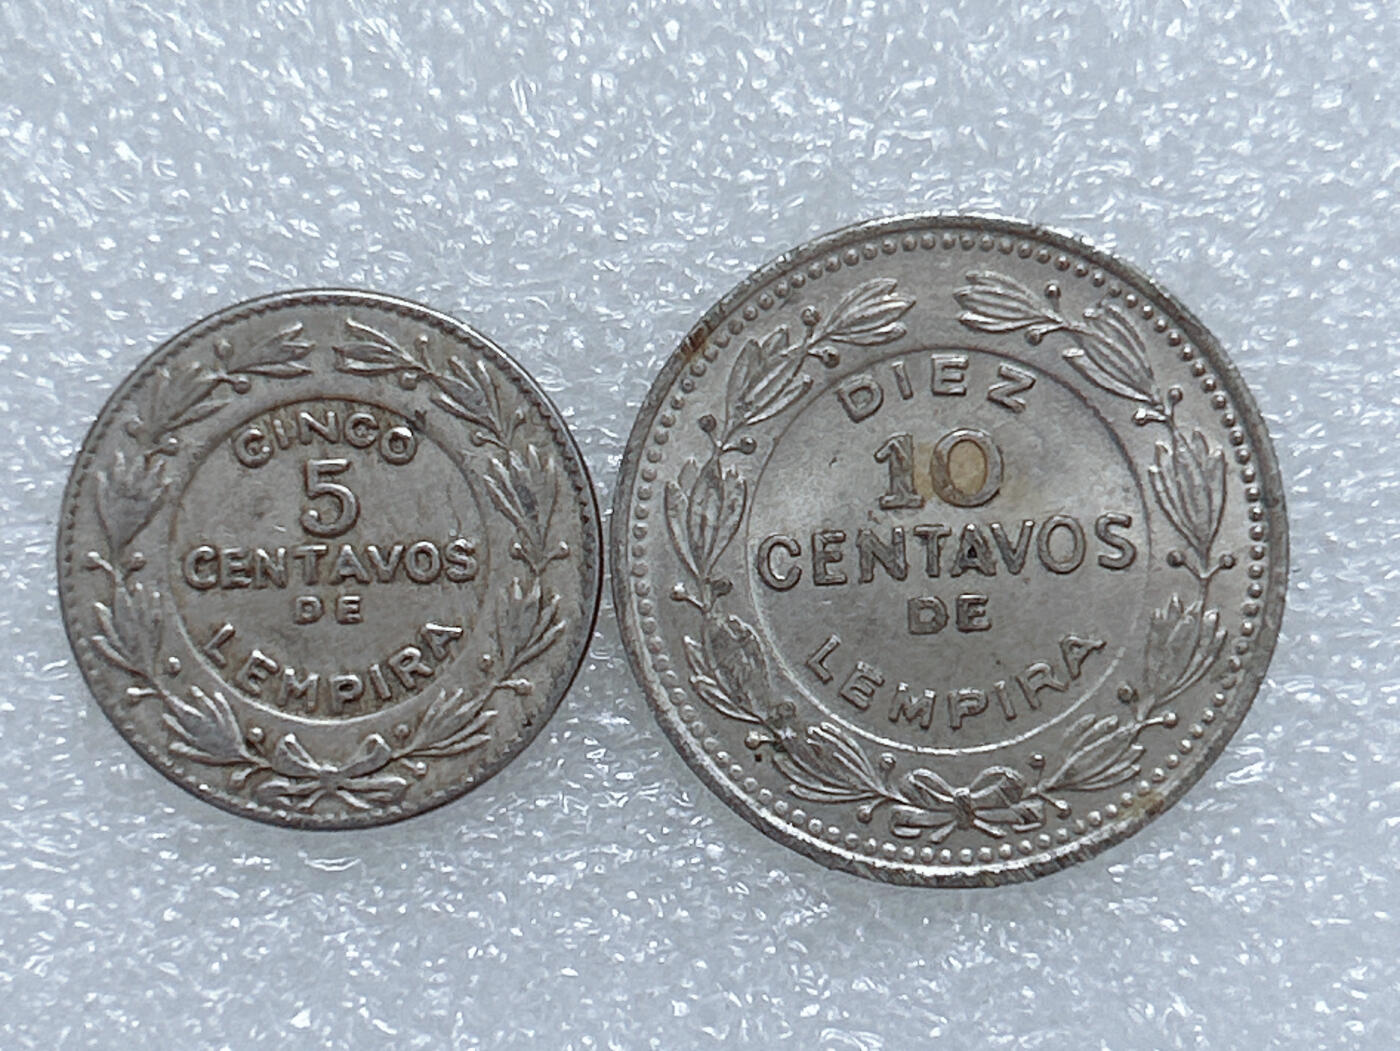 CINCO
5
CENTAVOS
DE
LEMPIRA
DIEZ
10
CENTAVOS
DE
LEMPIRA